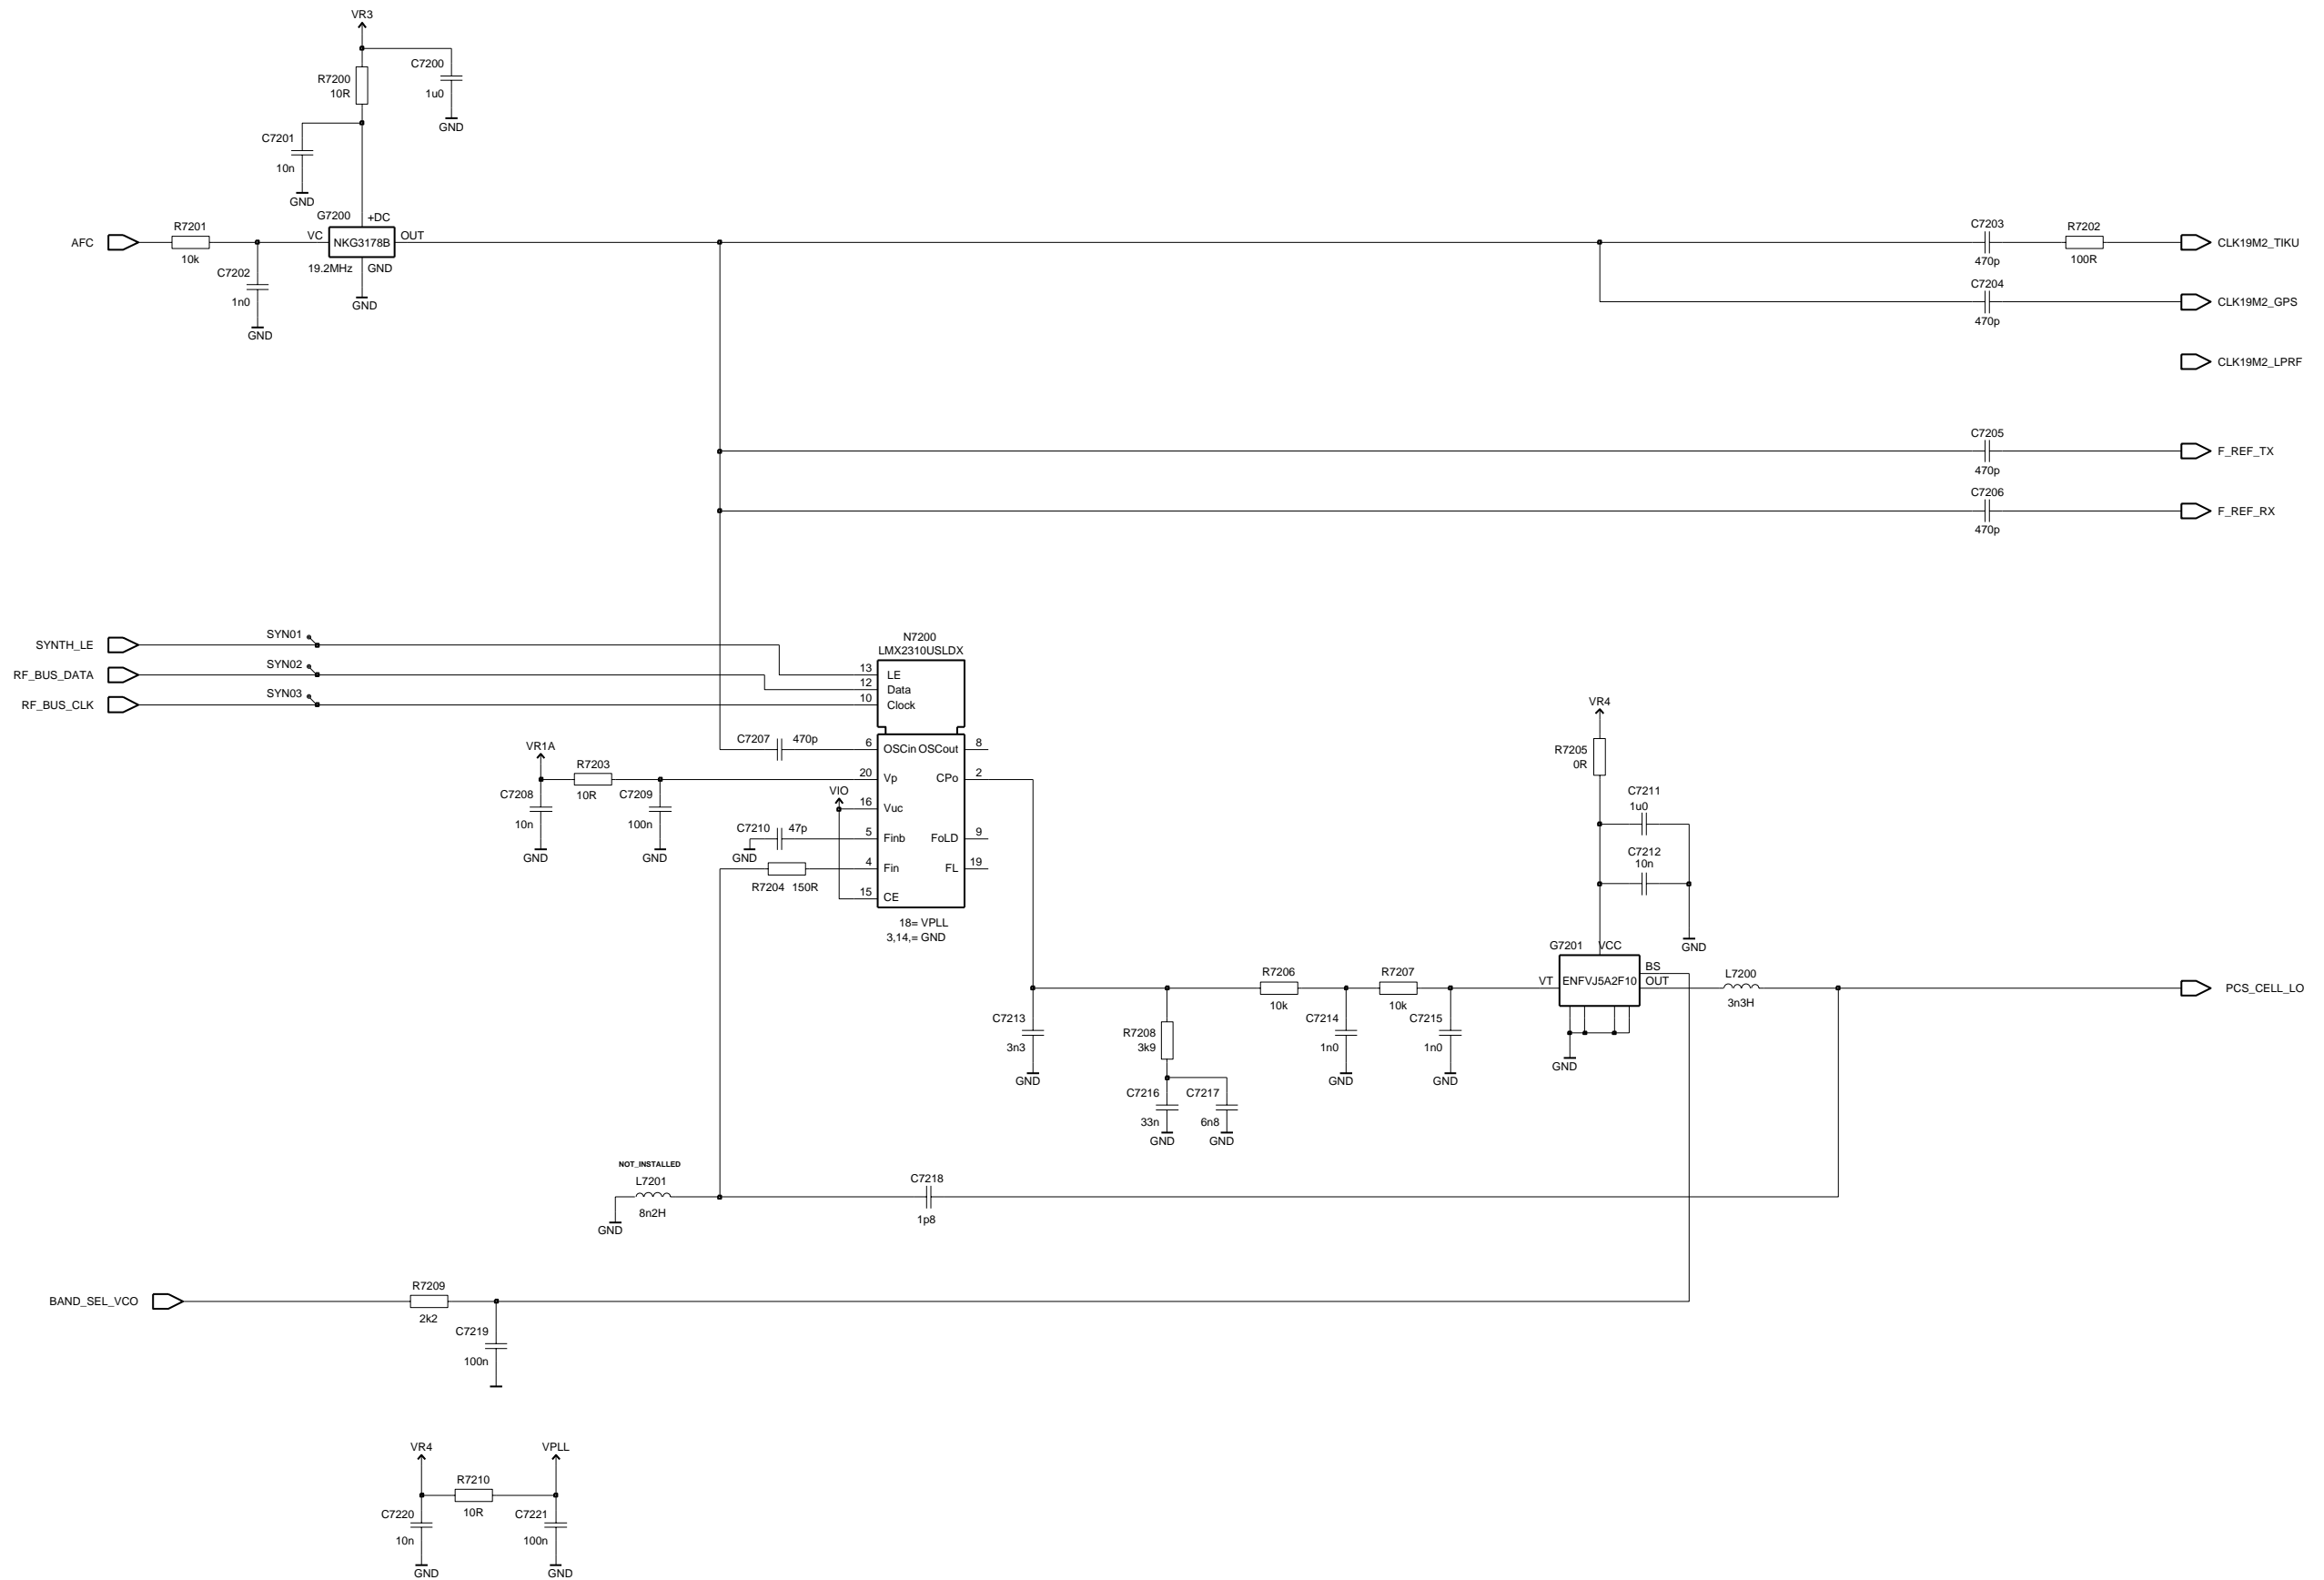 VR3
C7200
R7200
10R
1u0
GND
C7201
10n
GND
G7200
+DC
R7201
AFC
VC
NKG3178B
OUT
10k
C7202
19.2MHz
GND
1n0
GND
GND
C7203
R7202
CLK19M2_TIKU
470p
100R
C7204
CLK19M2_GPS
470p
CLK19M2_LPRF
C7205
F_REF_TX
470p
C7206
F_REF_RX
470p
SYNTH_LE
SYN01
RF_BUS_DATA
SYN02
RF_BUS_CLK
SYN03
N7200
LMX2310USLDX
13
LE
12
Data
10
Clock
C7207
470p
6
OSCin
OSCout
8
VR1A
R7203
20
Vp
CPo
2
C7208
10R
C7209
VIO
16
Vuc
10n
100n
C7210
47p
5
Finb
FoLD
9
GND
GND
GND
4
Fin
FL
19
R7204
150R
15
CE
18= VPLL
3,14,= GND
VR4
R7205
0R
C7211
1u0
C7212
10n
GND
G7201
VCC
BS
VT
ENFVJ5A2F10
OUT
L7200
3n3H
PCS_CELL_LO
GND
R7206
10k
R7207
10k
C7213
3n3
GND
R7208
3k9
C7214
1n0
GND
C7215
1n0
GND
C7216
33n
GND
C7217
6n8
GND
NOT_INSTALLED
L7201
8n2H
GND
C7218
1p8
BAND_SEL_VCO
R7209
2k2
C7219
100n
VR4
VPLL
R7210
10R
C7220
10n
GND
C7221
100n
GND